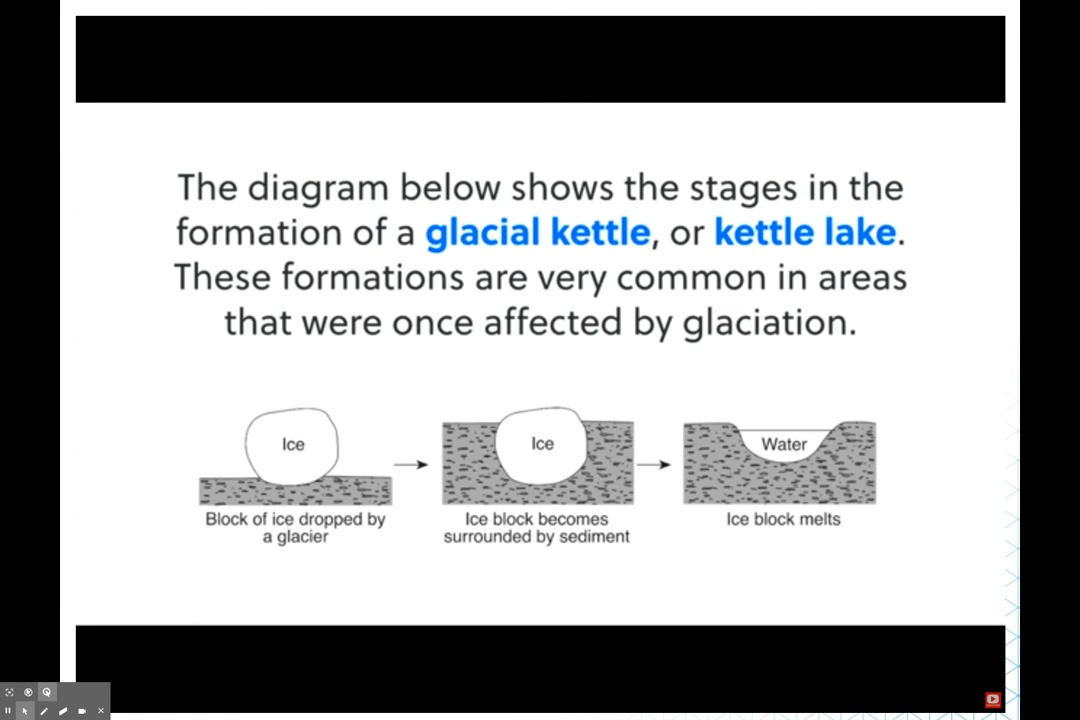 The diagram below shows the stages in the
formation of a glacial kettle, or kettle lake.
These formations are very common in areas
that were once affected by glaciation.
Ice
Block of ice dropped by
a glacier
Ice
Ice block becomes
surrounded by sediment
Water
Ice block melts